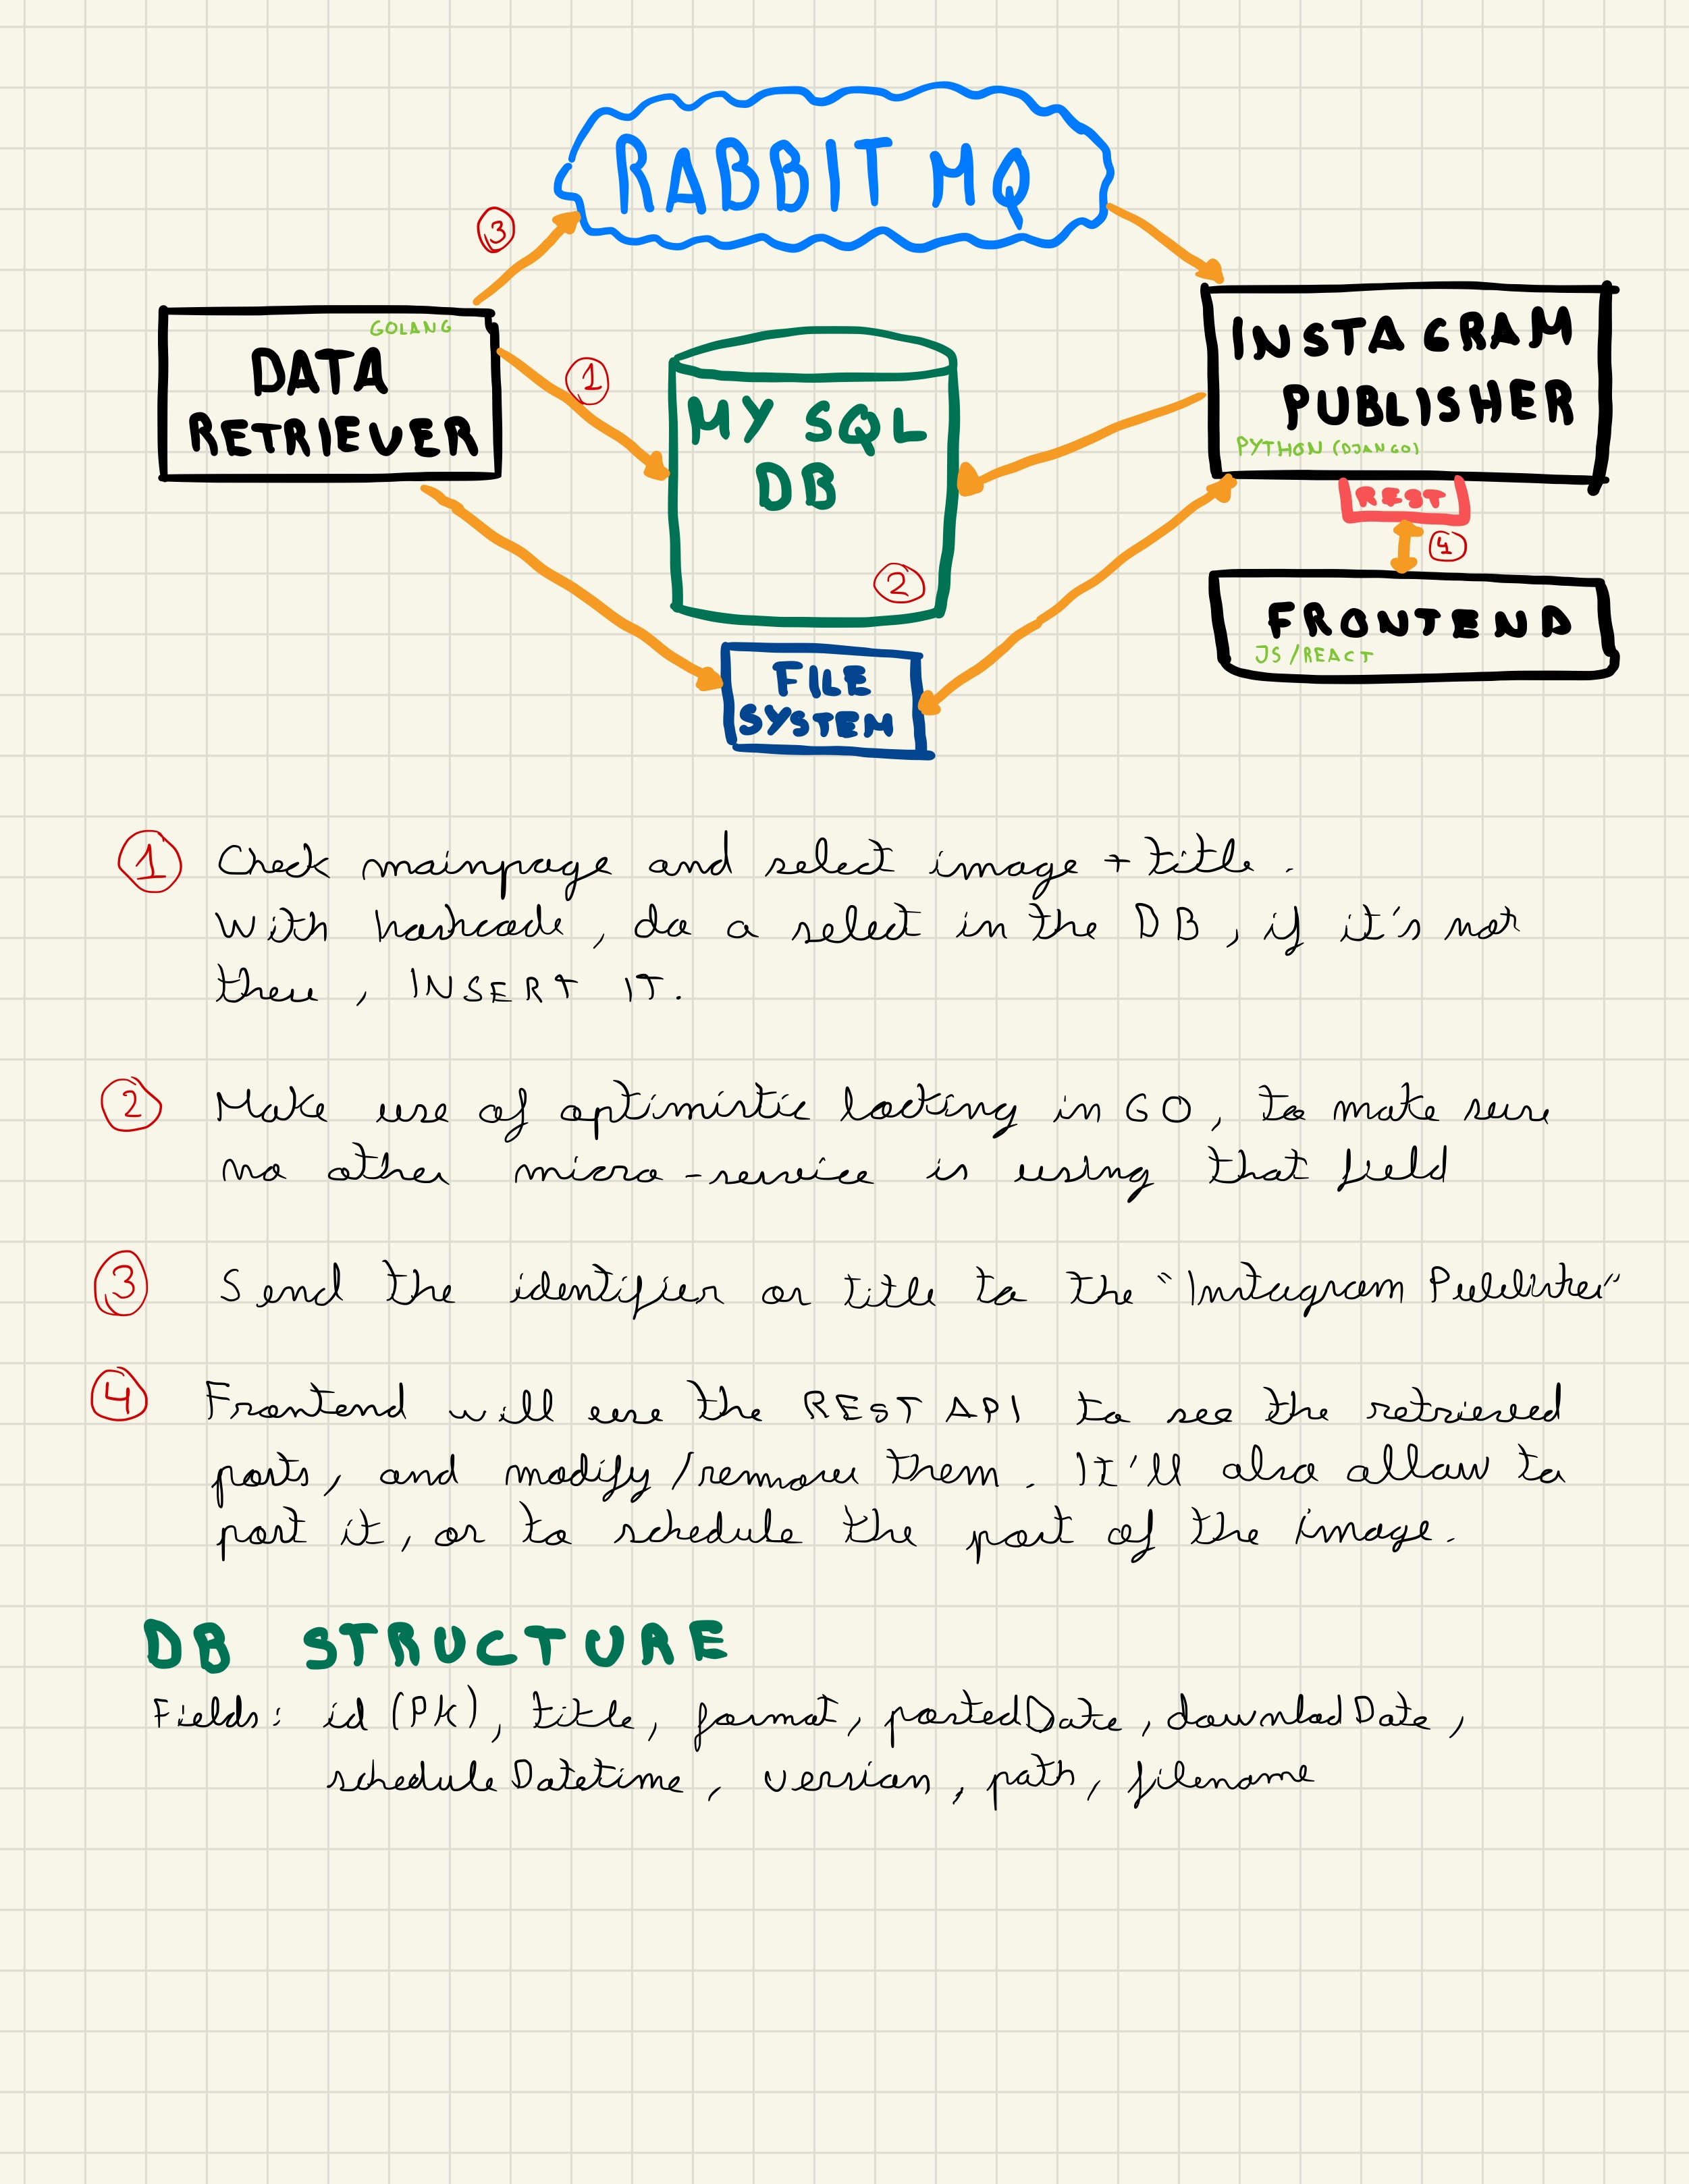 RABBIT MQ
3
GOLANG
DATA
RETRIEVER
1
MY SQL
DB
2
INSTAGRAM
PUBLISHER
PYTHON (DJANGO)
REST
4
FRONTEND
JS/REACT
FILE
SYSTEM
1 Check mainpage and select image + title.
With hashcode, do a select in the DB, if it's not
there, INSERT IT.
2 Make use of optimistic locking in GO, to make sure
no other micro-service is using that field
3 Send the identifier or title to the "Instagram Publisher"
4 Frontend will use the REST API to see the retrieved
posts, and modify/remove them. It'll also allow to
post it, or to schedule the post of the image.
DB STRUCTURE
Fields: id (PK), title, format, postedDate, downlodDate,
scheduleDatetime, version, path, filename